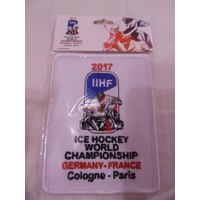 2017
IIHF
ICE HOCKEY
WORLD
CHAMPIONSHIP
GERMANY-FRANCE
Cologne - Paris